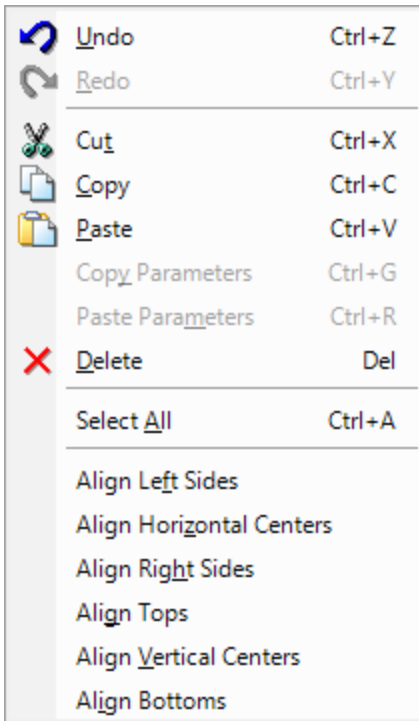 Undo Ctrl+Z
Redo Ctrl+Y
Cut Ctrl+X
Copy Ctrl+C
Paste Ctrl+V
Copy Parameters Ctrl+G
Paste Parameters Ctrl+R
Delete Del
Select All Ctrl+A
Align Left Sides
Align Horizontal Centers
Align Right Sides
Align Tops
Align Vertical Centers
Align Bottoms